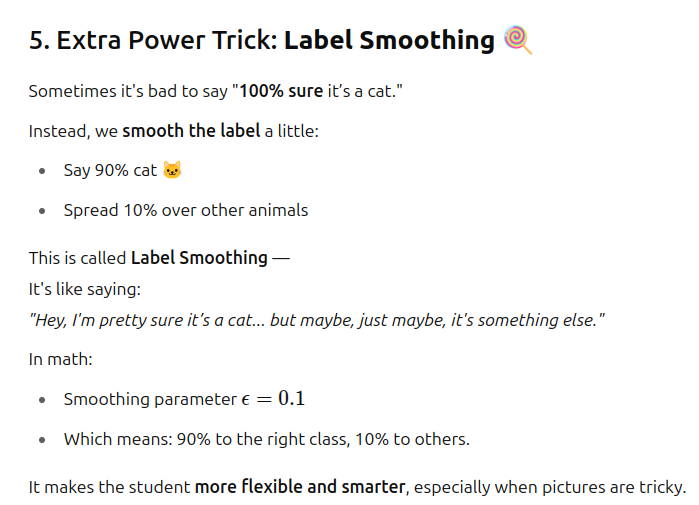 5. Extra Power Trick: Label Smoothing 🍭
Sometimes it's bad to say "100% sure it’s a cat."
Instead, we smooth the label a little:
• Say 90% cat 🐱
• Spread 10% over other animals
This is called Label Smoothing —
It's like saying:
"Hey, I'm pretty sure it’s a cat... but maybe, just maybe, it's something else."
In math:
• Smoothing parameter ϵ = 0.1
• Which means: 90% to the right class, 10% to others.
It makes the student more flexible and smarter, especially when pictures are tricky.